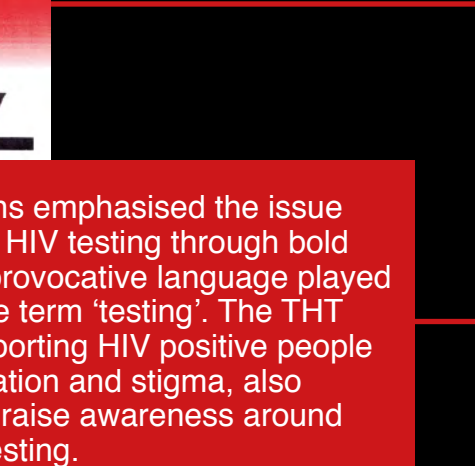 ns emphasised the issue
HIV testing through bold
provocative language played
e term ‘testing’. The THT
porting HIV positive people
ation and stigma, also
raise awareness around
esting.